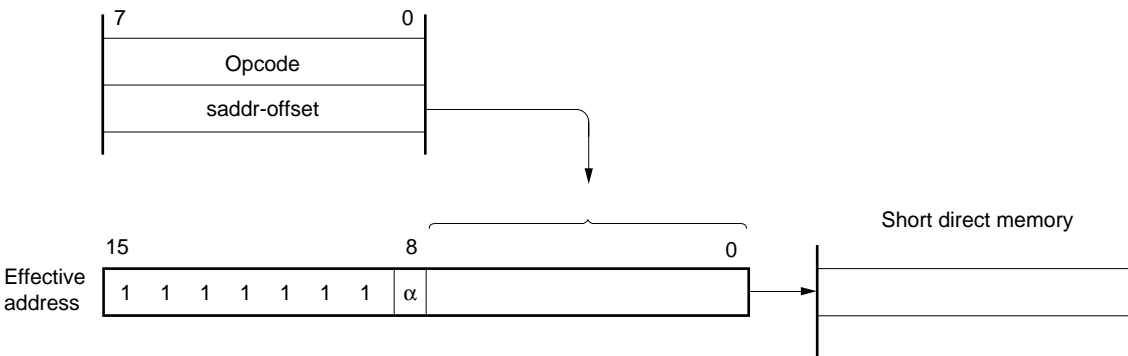 7 0
Opcode
saddr-offset
Short direct memory
15 8 0
Effective
address
1 1 1 1 1 1 1 α